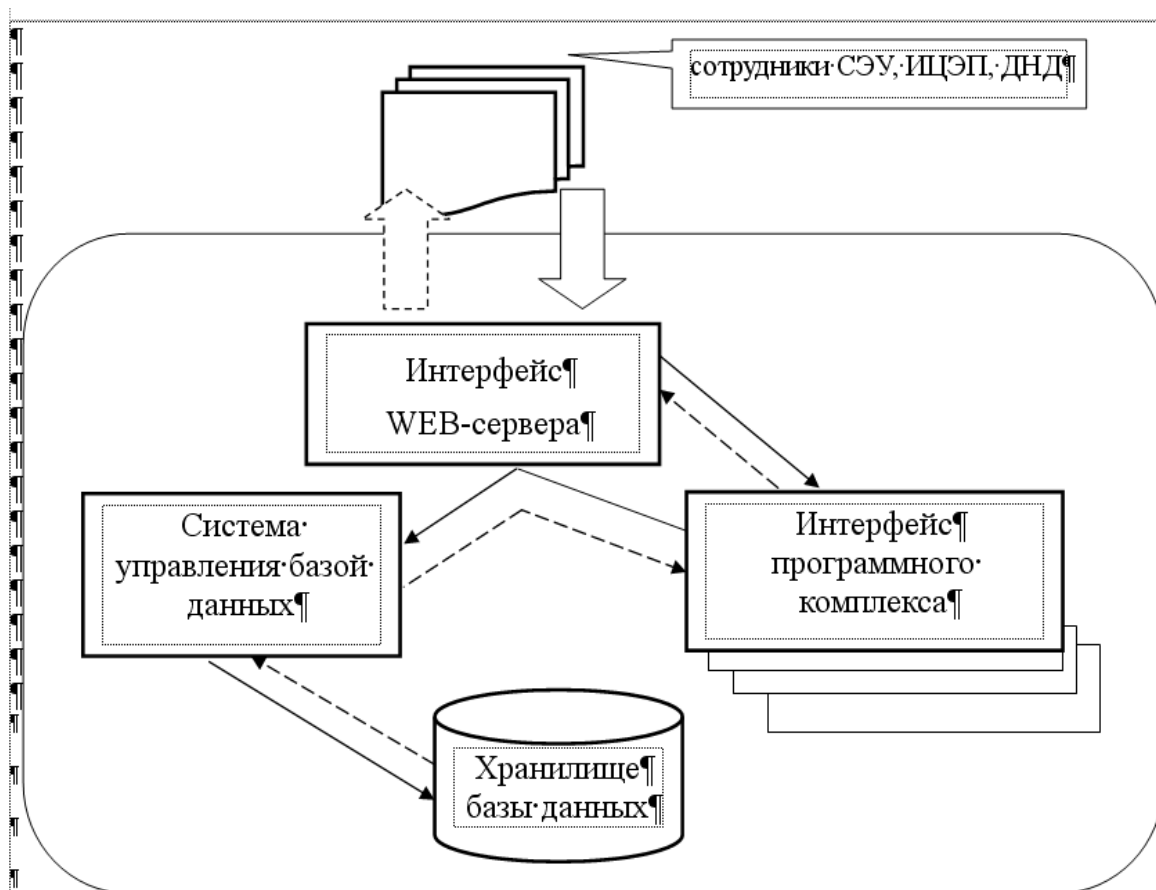 сотрудники СЭУ, ИЦЭП, ДНД
Интерфейс
WEB-сервера
Система
управления базой
данных
Интерфейс
программного
комплекса
Хранилище
базы данных